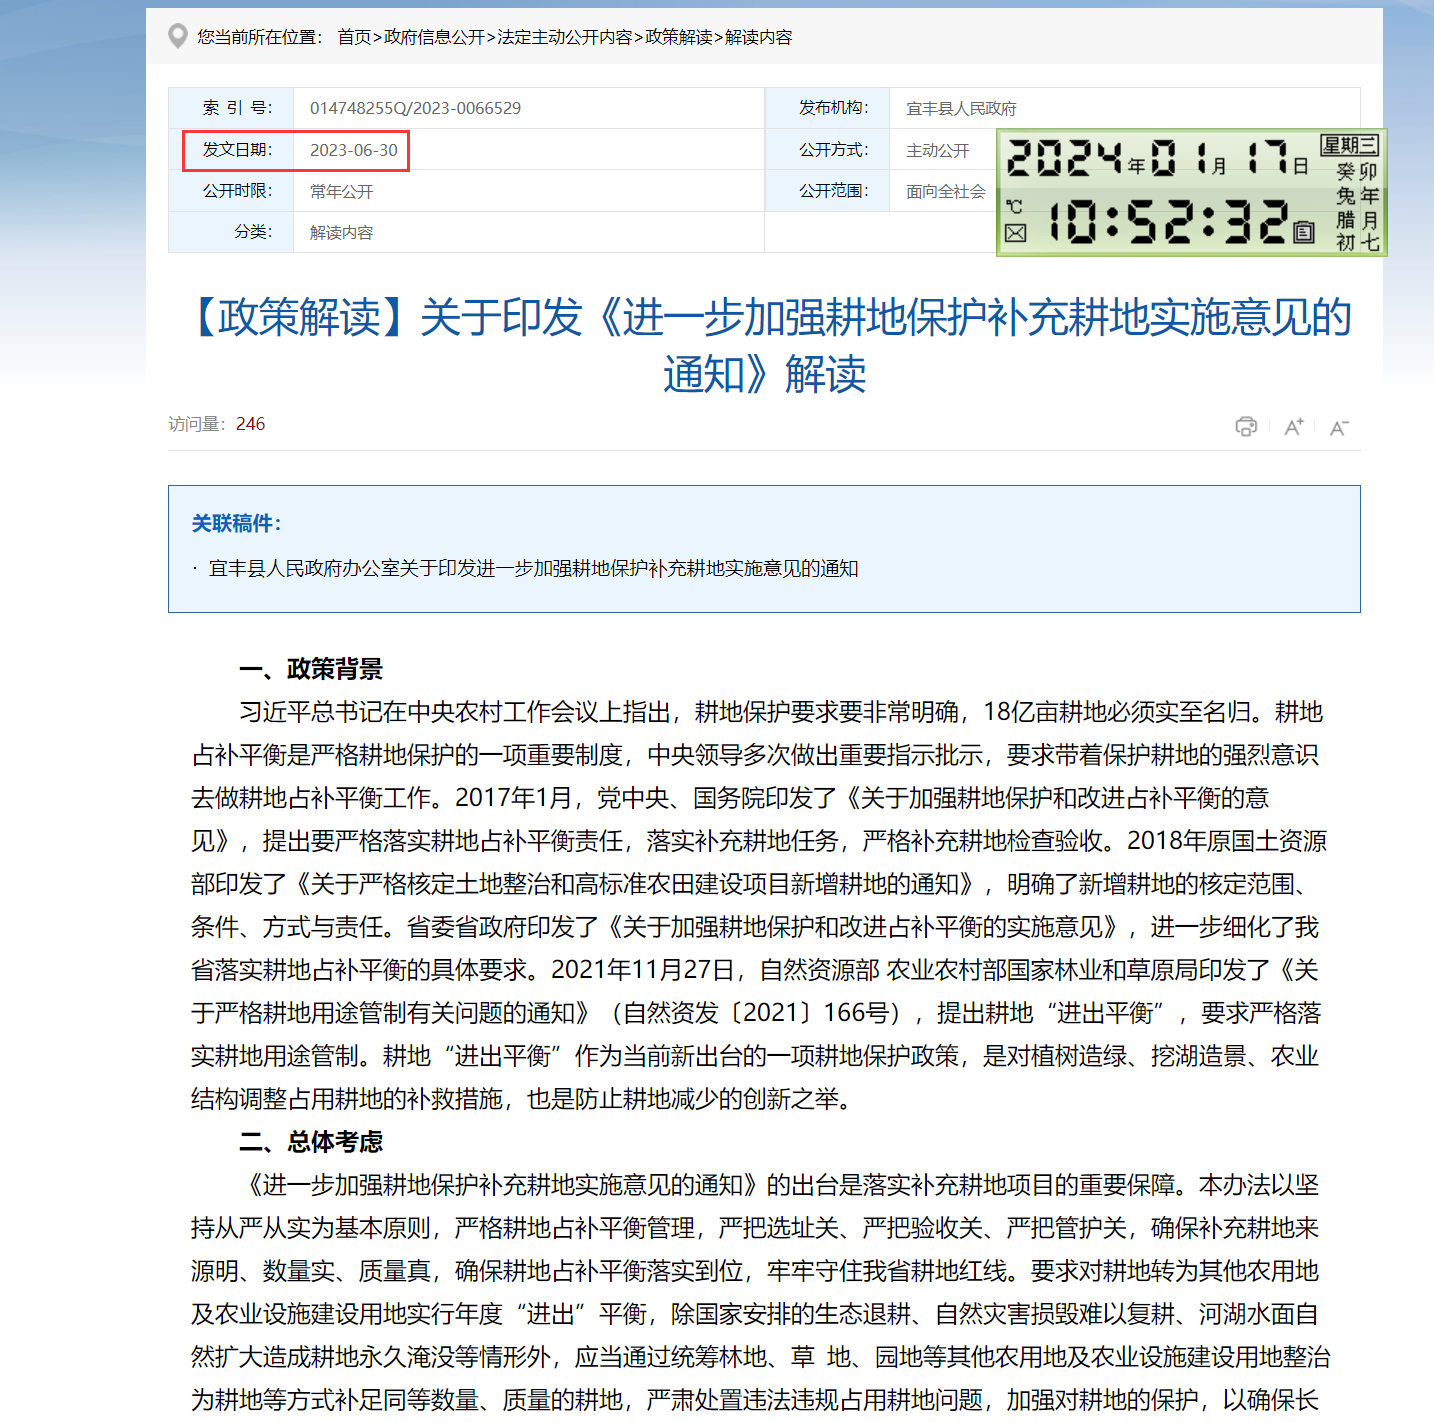 您当前所在位置： 首页>政府信息公开>法定主动公开内容>政策解读>解读内容
索 引 号： 014748255Q/2023-0066529 发布机构： 宜丰县人民政府
发文日期： 2023-06-30 公开方式： 主动公开
公开时限： 常年公开 公开范围： 面向全社会
分类： 解读内容
2024年01月17日 星期三
癸卯
兔年
腊月
初七
℃ 10:52:32
【政策解读】关于印发《进一步加强耕地保护补充耕地实施意见的
通知》解读
访问量： 246
A+ A-
关联稿件：
· 宜丰县人民政府办公室关于印发进一步加强耕地保护补充耕地实施意见的通知
一、政策背景
习近平总书记在中央农村工作会议上指出，耕地保护要求要非常明确，18亿亩耕地必须实至名归。耕地
占补平衡是严格耕地保护的一项重要制度，中央领导多次做出重要指示批示，要求带着保护耕地的强烈意识
去做耕地占补平衡工作。2017年1月，党中央、国务院印发了《关于加强耕地保护和改进占补平衡的意
见》，提出要严格落实耕地占补平衡责任，落实补充耕地任务，严格补充耕地检查验收。2018年原国土资源
部印发了《关于严格核定土地整治和高标准农田建设项目新增耕地的通知》，明确了新增耕地的核定范围、
条件、方式与责任。省委省政府印发了《关于加强耕地保护和改进占补平衡的实施意见》，进一步细化了我
省落实耕地占补平衡的具体要求。2021年11月27日，自然资源部 农业农村部国家林业和草原局印发了《关
于严格耕地用途管制有关问题的通知》（自然资发〔2021〕166号），提出耕地“进出平衡”，要求严格落
实耕地用途管制。耕地“进出平衡”作为当前新出台的一项耕地保护政策，是对植树造绿、挖湖造景、农业
结构调整占用耕地的补救措施，也是防止耕地减少的创新之举。
二、总体考虑
《进一步加强耕地保护补充耕地实施意见的通知》的出台是落实补充耕地项目的重要保障。本办法以坚
持从严从实为基本原则，严格耕地占补平衡管理，严把选址关、严把验收关、严把管护关，确保补充耕地来
源明、数量实、质量真，确保耕地占补平衡落实到位，牢牢守住我省耕地红线。要求对耕地转为其他农用地
及农业设施建设用地实行年度“进出”平衡，除国家安排的生态退耕、自然灾害损毁难以复耕、河湖水面自
然扩大造成耕地永久淹没等情形外，应当通过统筹林地、草 地、园地等其他农用地及农业设施建设用地整治
为耕地等方式补足同等数量、质量的耕地，严肃处置违法违规占用耕地问题，加强对耕地的保护，以确保长